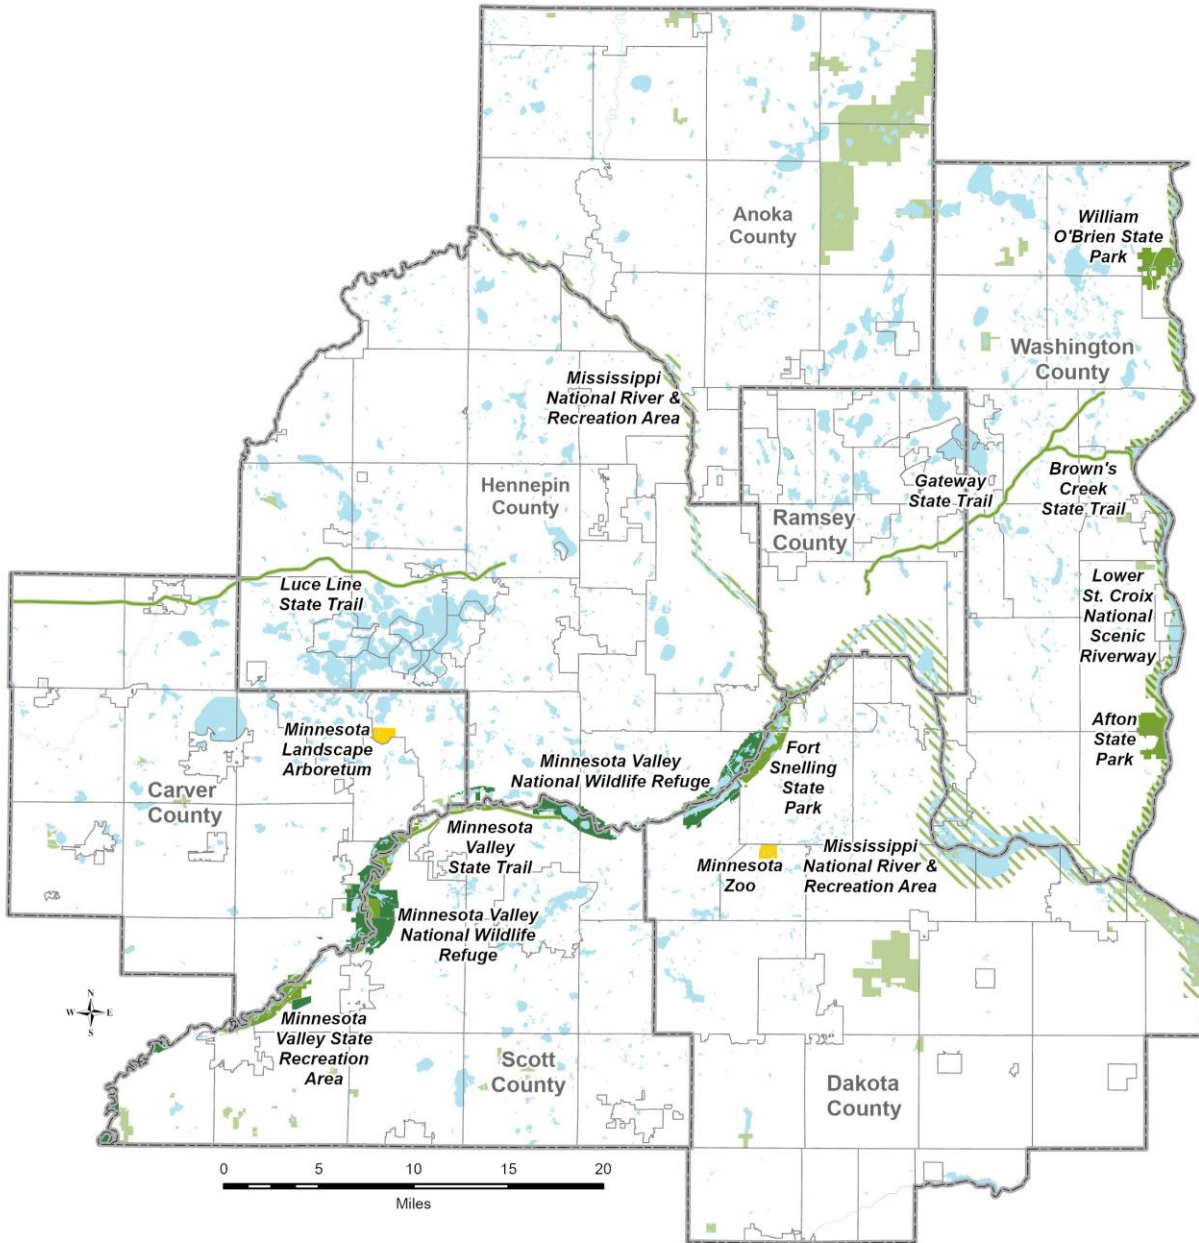 Anoka
County
William
O'Brien State
Park
Washington
County
Mississippi
National River &
Recreation Area
Hennepin
County
Gateway
State Trail
Brown's
Creek
State Trail
Ramsey
County
Luce Line
State Trail
Lower
St. Croix
National
Scenic
Riverway
Minnesota
Landscape
Arboretum
Minnesota Valley
National Wildlife Refuge
Fort
Snelling
State
Park
Afton
State
Park
Carver
County
Minnesota
Valley
State Trail
Minnesota
Zoo
Mississippi
National River &
Recreation Area
Minnesota Valley
National Wildlife
Refuge
N
W E
S
Minnesota
Valley State
Recreation
Area
Scott
County
Dakota
County
0 5 10 15 20
Miles